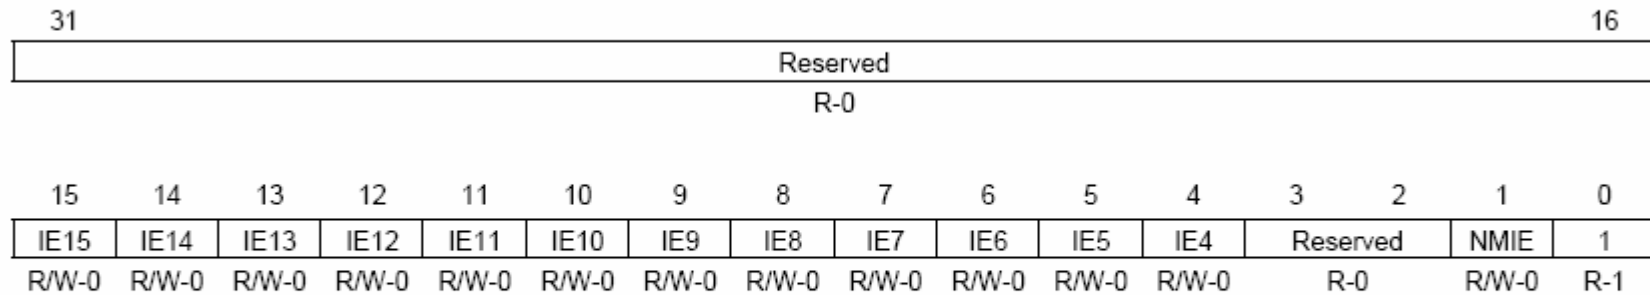 31 16
Reserved
R-0
15 14 13 12 11 10 9 8 7 6 5 4 3 2 1 0
IE15 IE14 IE13 IE12 IE11 IE10 IE9 IE8 IE7 IE6 IE5 IE4 Reserved NMIE 1
R/W-0 R/W-0 R/W-0 R/W-0 R/W-0 R/W-0 R/W-0 R/W-0 R/W-0 R/W-0 R/W-0 R/W-0 R-0 R/W-0 R-1